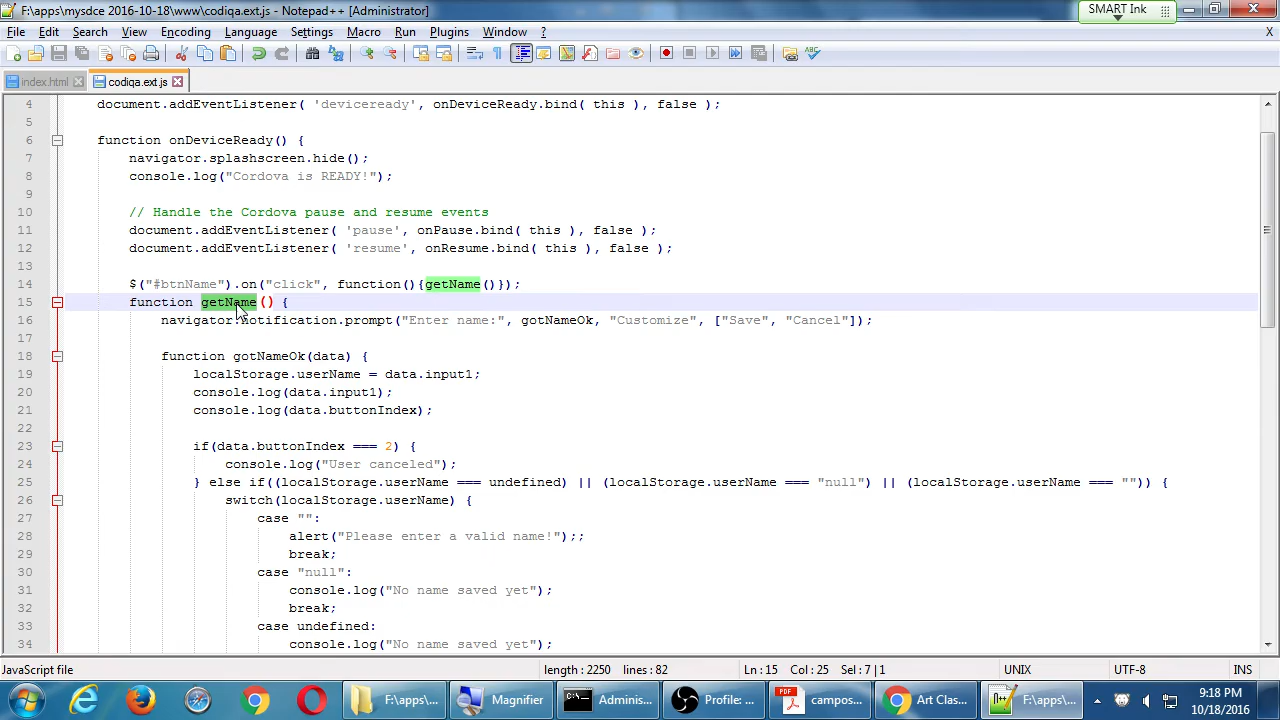 F:\apps\mysdce 2016-10-18\www\codiqa.ext.js - Notepad++ [Administrator]
SMART Ink
File Edit Search View Encoding Language Settings Macro Run Plugins Window ? X
index.html codiqa.ext.js
4 document.addEventListener( 'deviceready', onDeviceReady.bind( this ), false );
5
6 function onDeviceReady() {
7 navigator.splashscreen.hide();
8 console.log("Cordova is READY!");
9
10 // Handle the Cordova pause and resume events
11 document.addEventListener( 'pause', onPause.bind( this ), false );
12 document.addEventListener( 'resume', onResume.bind( this ), false );
13
14 $("#btnName").on("click", function(){getName()});
15 function getName() {
16 navigator.notification.prompt("Enter name:", gotNameOk, "Customize", ["Save", "Cancel"]);
17
18 function gotNameOk(data) {
19 localStorage.userName = data.input1;
20 console.log(data.input1);
21 console.log(data.buttonIndex);
22
23 if(data.buttonIndex === 2) {
24 console.log("User canceled");
25 } else if((localStorage.userName === undefined) || (localStorage.userName === "null") || (localStorage.userName === "")) {
26 switch(localStorage.userName) {
27 case "":
28 alert("Please enter a valid name!");;
29 break;
30 case "null":
31 console.log("No name saved yet");
32 break;
33 case undefined:
34 console.log("No name saved yet");
JavaScript file length : 2250 lines : 82 Ln : 15 Col : 25 Sel : 7 | 1 UNIX UTF-8 INS
F:\apps\... Magnifier Adminis... Profile: ... campos... Art Clas... F:\apps\... 9:18 PM
10/18/2016